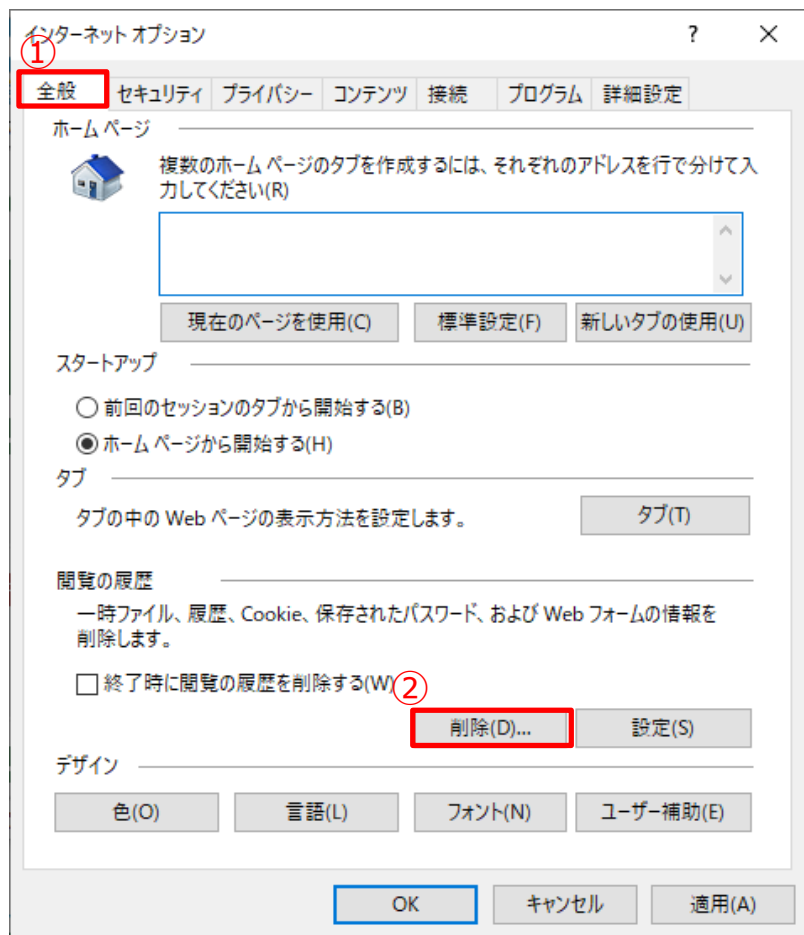 インターネット オプション
?
①
全般 セキュリティ プライバシー コンテンツ 接続 プログラム 詳細設定
ホーム ページ
複数のホーム ページのタブを作成するには、それぞれのアドレスを行で分けて入
力してください(R)
現在のページを使用(C) 標準設定(F) 新しいタブの使用(U)
スタートアップ
前回のセッションのタブから開始する(B)
ホーム ページから開始する(H)
タブ
タブの中の Web ページの表示方法を設定します。 タブ(T)
閲覧の履歴
一時ファイル、履歴、Cookie、保存されたパスワード、および Web フォームの情報を
削除します。
終了時に閲覧の履歴を削除する(W)
②
削除(D)... 設定(S)
デザイン
色(O) 言語(L) フォント(N) ユーザー補助(E)
OK キャンセル 適用(A)